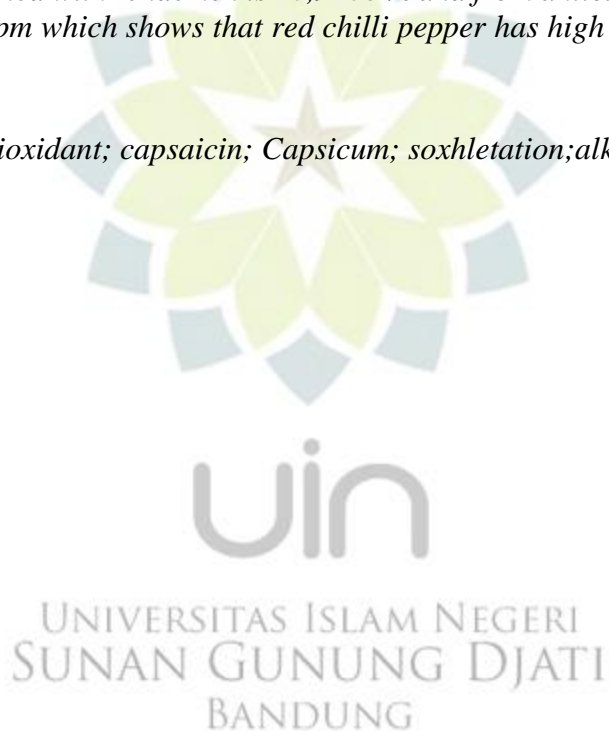 om which shows that red chilli pepper has high
ioxidant; capsaicin; Capsicum; soxhletation;alk
uin
UNIVERSITAS ISLAM NEGERI
SUNAN GUNUNG DJATI
BANDUNG